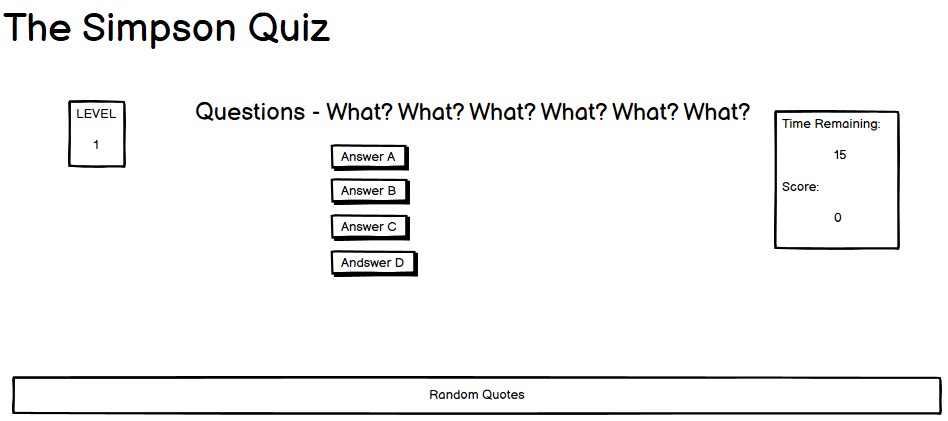 The Simpson Quiz
LEVEL
1
Questions - What? What? What? What? What? What?
Answer A
Answer B
Answer C
Andswer D
Time Remaining:
15
Score:
0
Random Quotes